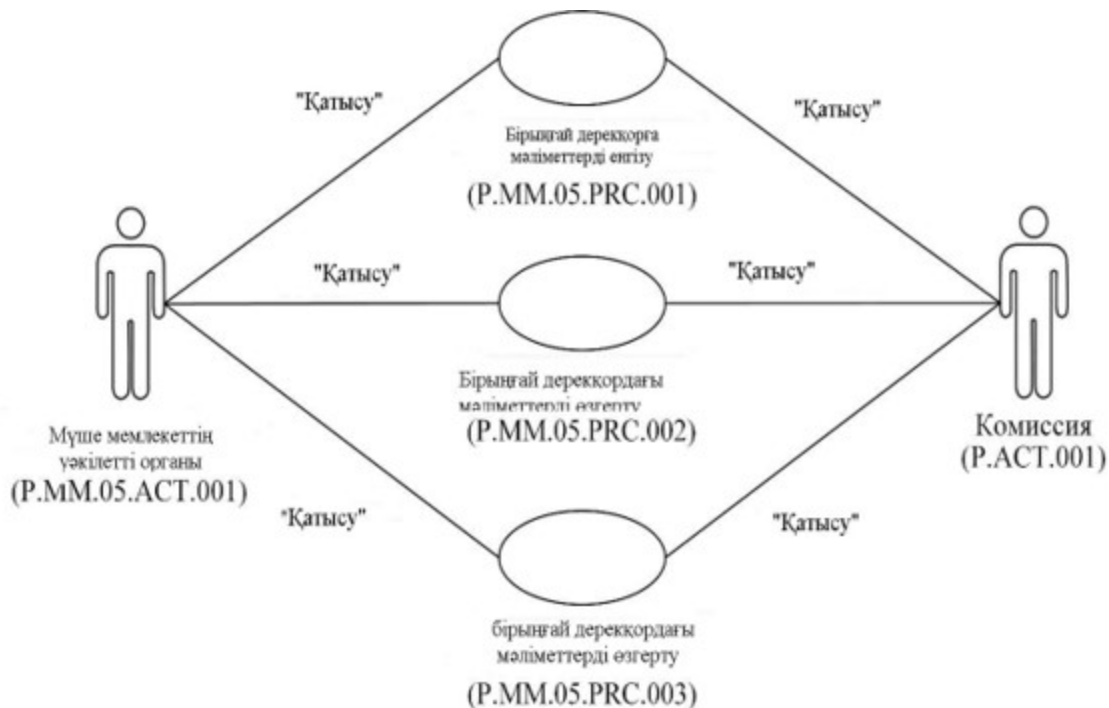 "Қатысу"
"Қатысу"
Бірыңғай дерекқорға
мәліметтерді енгізу
(P.MM.05.PRC.001)
"Қатысу"
"Қатысу"
Бірыңғай дерекқордағы
мәліметтерді өзгерту
(P.MM.05.PRC.002)
Мүше мемлекеттің
уәкілетті органы
(P.MM.05.ACT.001)
Комиссия
(P.ACT.001)
"Қатысу"
"Қатысу"
бірыңғай дерекқордағы
мәліметтерді өзгерту
(P.MM.05.PRC.003)